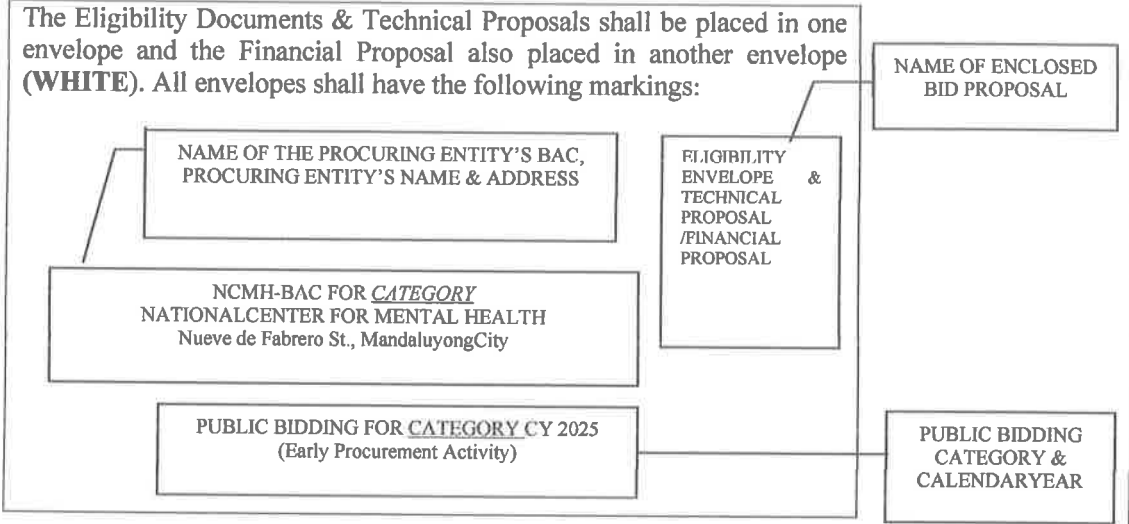 The Eligibility Documents & Technical Proposals shall be placed in one
envelope and the Financial Proposal also placed in another envelope
(WHITE). All envelopes shall have the following markings:
NAME OF ENCLOSED
BID PROPOSAL
NAME OF THE PROCURING ENTITY'S BAC,
PROCURING ENTITY'S NAME & ADDRESS
ELIGIBILITY
ENVELOPE &
TECHNICAL
PROPOSAL
/FINANCIAL
PROPOSAL
NCMH-BAC FOR CATEGORY
NATIONALCENTER FOR MENTAL HEALTH
Nueve de Fabrero St., MandaluyongCity
PUBLIC BIDDING FOR CATEGORY CY 2025
(Early Procurement Activity)
PUBLIC BIDDING
CATEGORY &
CALENDARYEAR